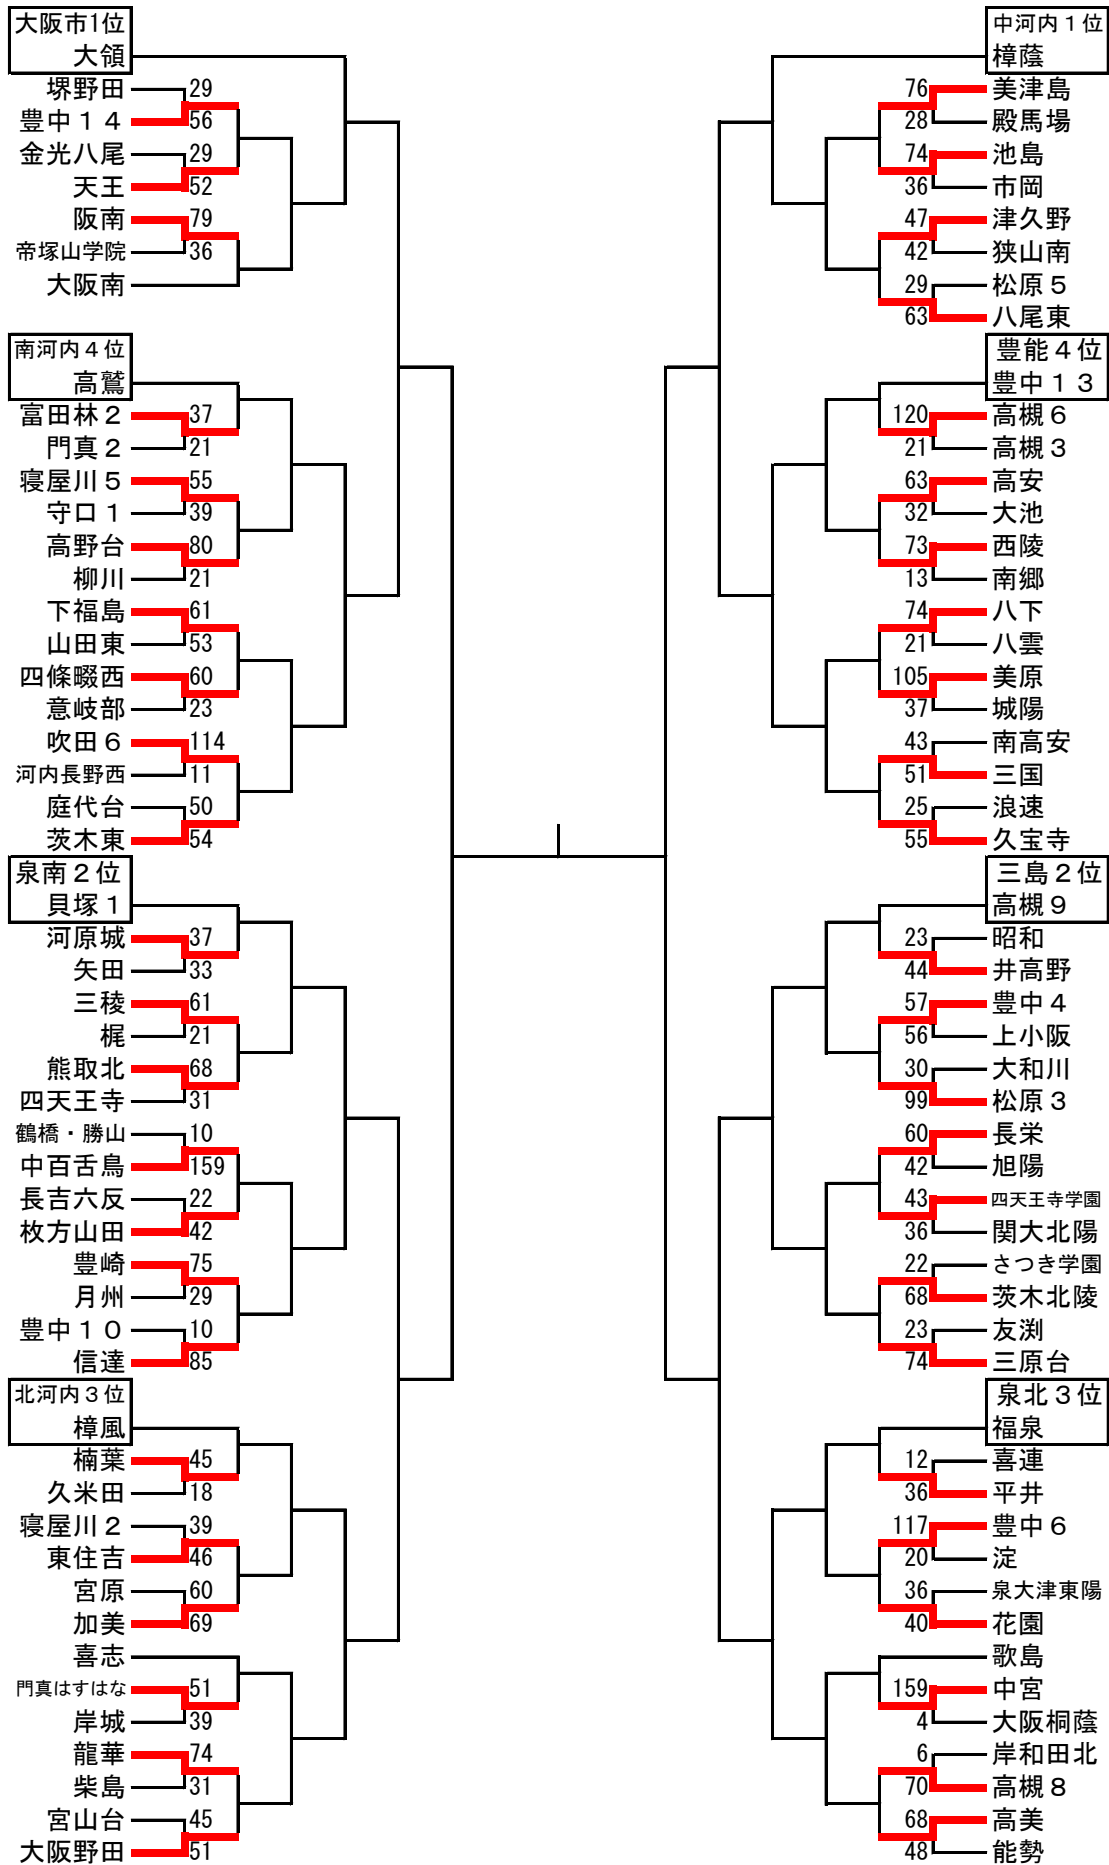 大阪市1位
大領
堺野田 29
豊中１４ 56
金光八尾 29
天王 52
阪南 79
帝塚山学院 36
大阪南
南河内４位
高鷲
富田林２ 37
門真２ 21
寝屋川５ 55
守口１ 39
高野台 80
柳川 21
下福島 61
山田東 53
四條畷西 60
意岐部 23
吹田６ 114
河内長野西 11
庭代台 50
茨木東 54
泉南２位
貝塚１
河原城 37
矢田 33
三稜 61
梶 21
熊取北 68
四天王寺 31
鶴橋・勝山 10
中百舌鳥 159
長吉六反 22
枚方山田 42
豊崎 75
月州 29
豊中１０ 10
信達 85
北河内３位
樟風
楠葉 45
久米田 18
寝屋川２ 39
東住吉 46
宮原 60
加美 69
喜志
門真はすはな 51
岸城 39
龍華 74
柴島 31
宮山台 45
大阪野田 51
中河内１位
樟蔭
76 美津島
28 殿馬場
74 池島
36 市岡
47 津久野
42 狭山南
29 松原５
63 八尾東
豊能４位
豊中１３
120 高槻６
21 高槻３
63 高安
32 大池
73 西陵
13 南郷
74 八下
21 八雲
105 美原
37 城陽
43 南高安
51 三国
25 浪速
55 久宝寺
三島２位
高槻９
23 昭和
44 井高野
57 豊中４
56 上小阪
30 大和川
99 松原３
60 長栄
42 旭陽
43 四天王寺学園
36 関大北陽
22 さつき学園
68 茨木北陵
23 友渕
74 三原台
泉北３位
福泉
12 喜連
36 平井
117 豊中６
20 淀
36 泉大津東陽
40 花園
歌島
159 中宮
4 大阪桐蔭
6 岸和田北
70 高槻８
68 高美
48 能勢